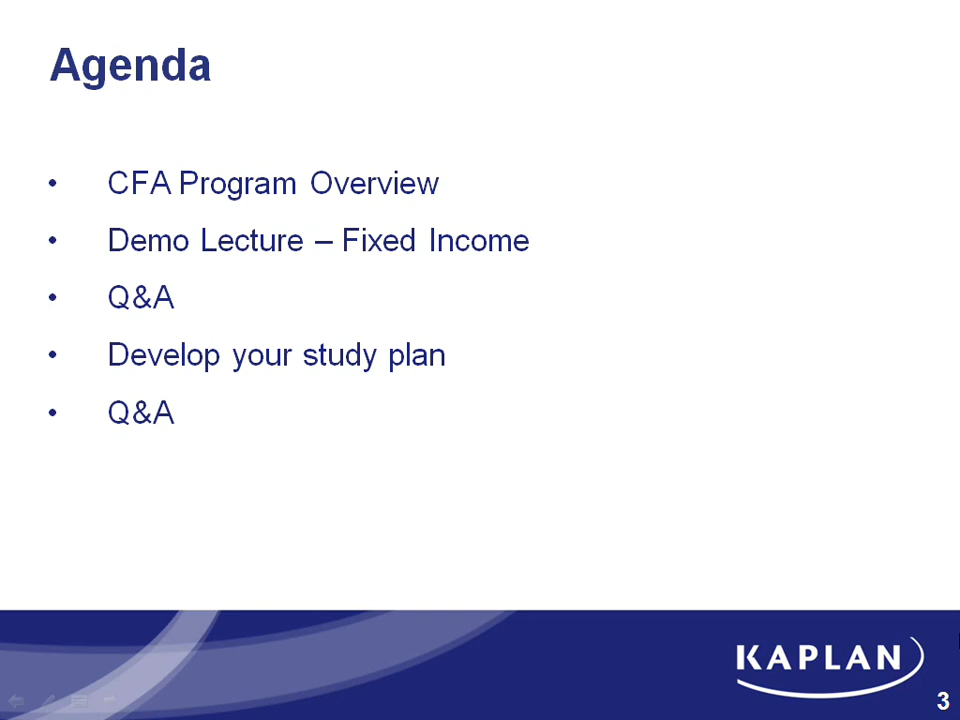 Agenda
• CFA Program Overview
• Demo Lecture – Fixed Income
• Q&A
• Develop your study plan
• Q&A
KAPLAN
3